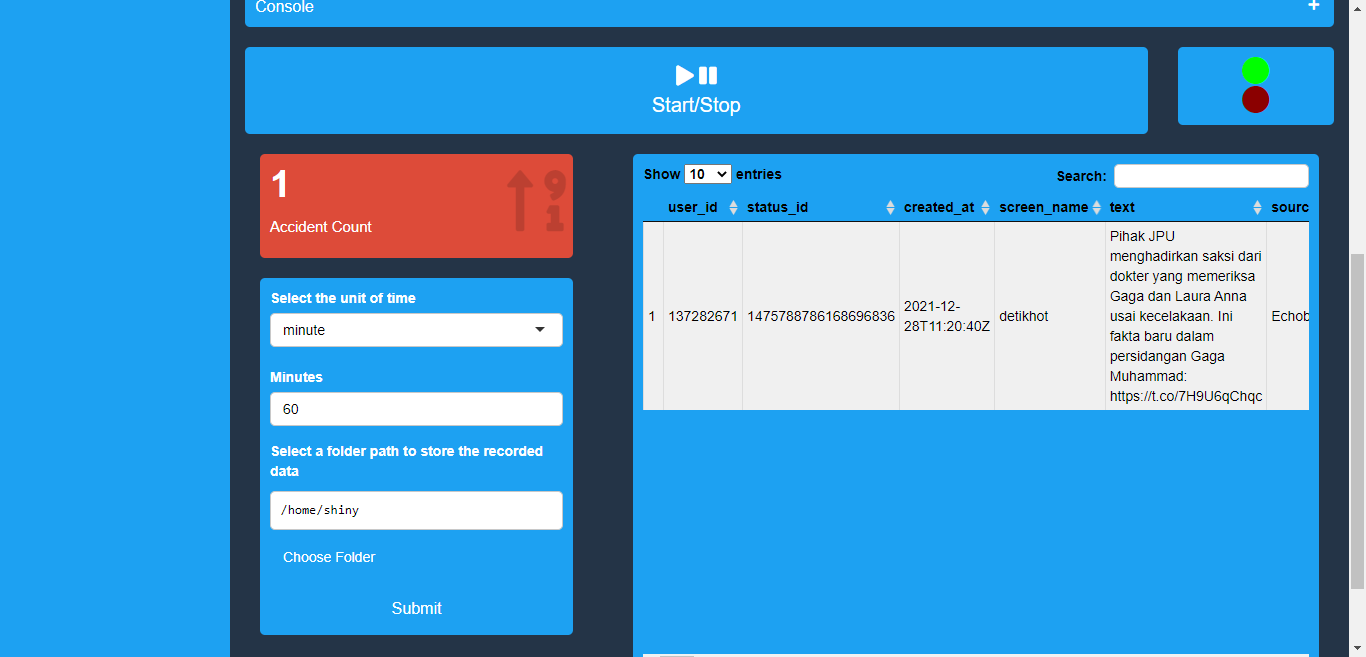 Console
+
Start/Stop
1
Accident Count
9
1
Select the unit of time
minute
Minutes
60
Select a folder path to store the recorded
data
/home/shiny
Choose Folder
Submit
Show 10 entries
Search:
user_id status_id created_at screen_name text sourc
1 137282671 1475788786168696836 2021-12-
28T11:20:40Z detikhot
Pihak JPU
menghadirkan saksi dari
dokter yang memeriksa
Gaga dan Laura Anna
usai kecelakaan. Ini
fakta baru dalam
persidangan Gaga
Muhammad:
https://t.co/7H9U6qChqc
Echob